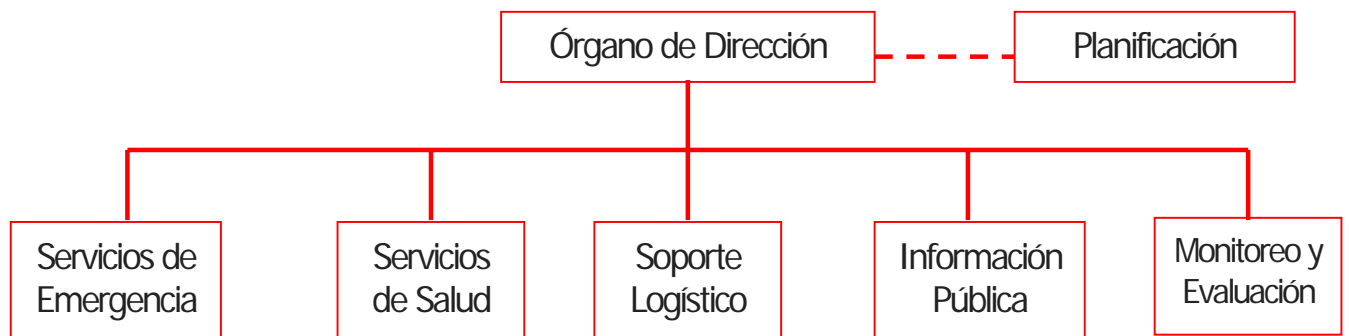 Órgano de Dirección
Planificación
Servicios de
Emergencia
Servicios
de Salud
Soporte
Logístico
Información
Pública
Monitoreo y
Evaluación